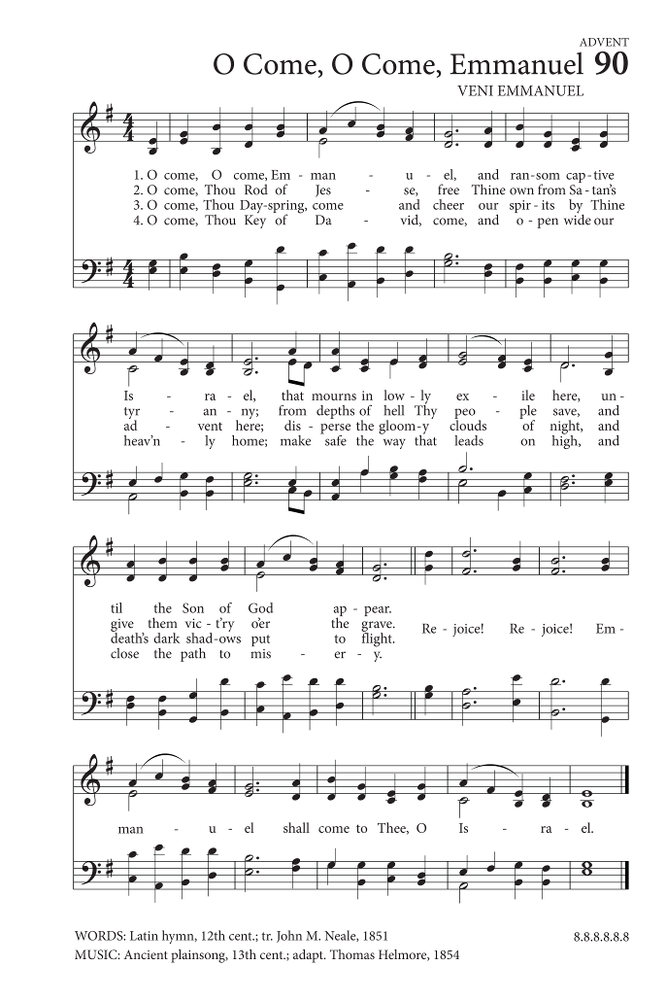 ADVENT
O Come, O Come, Emmanuel 90
VENI EMMANUEL
4 4
1. O come, O come, Em - man - u - el, and ran-som cap-tive
2. O come, Thou Rod of Jes - se, free Thine own from Sa-tan's
3. O come, Thou Day-spring, come and cheer our spir-its by Thine
4. O come, Thou Key of Da - vid, come, and o-pen wide our
4 4
Is - ra - el, that mourns in low-ly ex - ile here, un-
tyr - an - ny; from depths of hell Thy peo - ple save, and
ad - vent here; dis - perse the gloom-y clouds of night, and
heav'n - ly home; make safe the way that leads on high, and
til the Son of God ap - pear.
give them vic - t'ry o'er the grave.
death's dark shad-ows put to flight.
close the path to mis - er - y.
Re - joice! Re - joice! Em -
man - u - el shall come to Thee, O Is - ra - el.
WORDS: Latin hymn, 12th cent.; tr. John M. Neale, 1851
8.8.8.8.8.8
MUSIC: Ancient plainsong, 13th cent.; adapt. Thomas Helmore, 1854